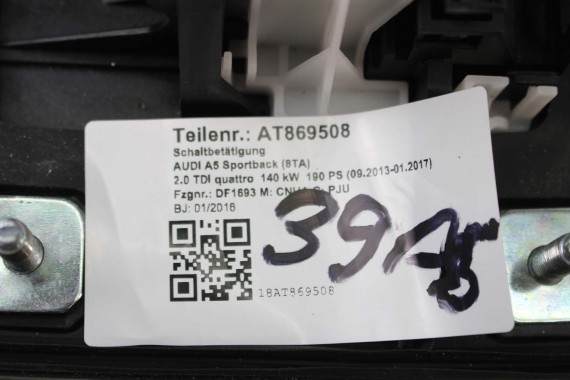 Teilenr.: AT869508
Schaltbetätigung
AUDI A5 Sportback (8TA)
2.0 TDI quattro 140 kW 190 PS (09.2013-01.2017)
Fzgnr.: DF1693 M: CNHA G: PJU
BJ: 01/2016
39A5
18AT869508